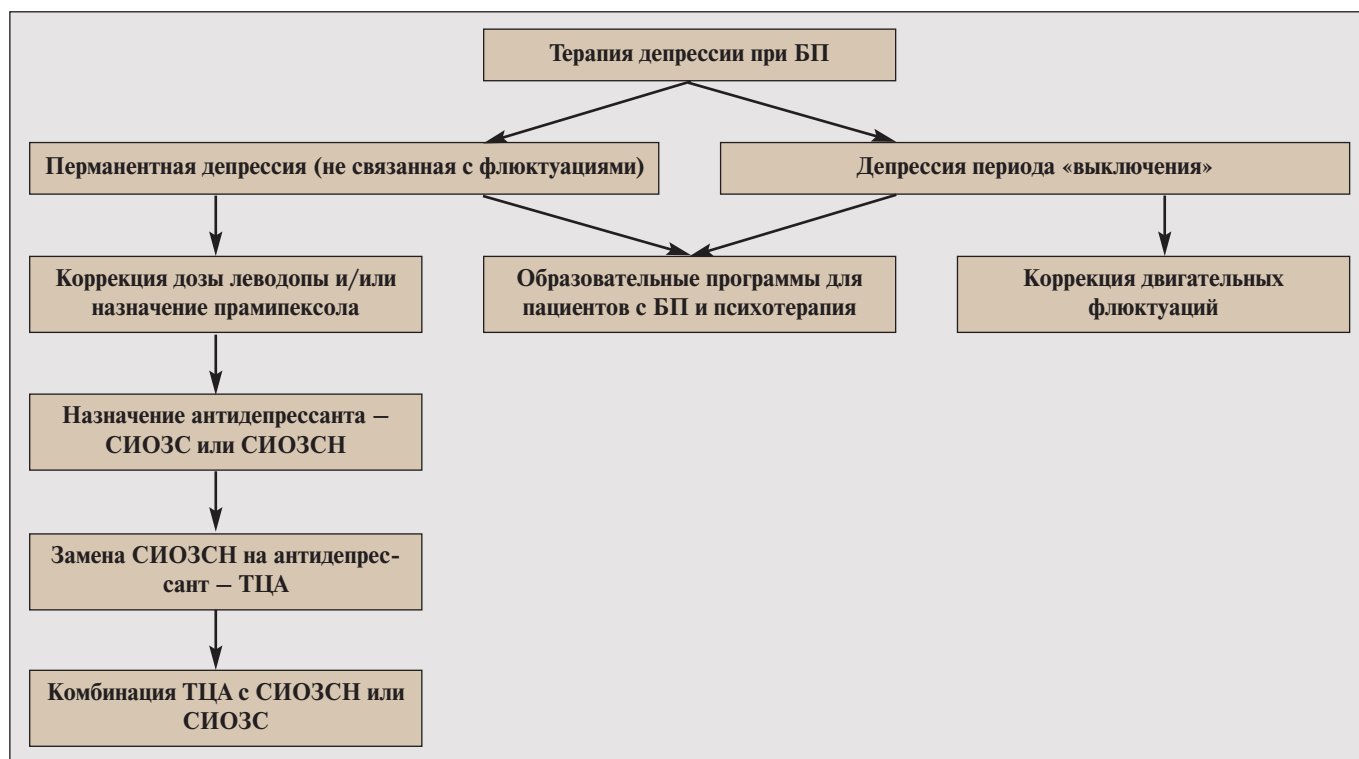 Терапия депрессии при БП
Перманентная депрессия (не связанная с флюктуациями)
Депрессия периода «выключения»
Коррекция дозы леводопы и/или
назначение прамипексола
Образовательные программы для
пациентов с БП и психотерапия
Коррекция двигательных
флюктуаций
Назначение антидепрессанта –
СИОЗС или СИОЗСН
Замена СИОЗСН на антидепрес-
сант – ТЦА
Комбинация ТЦА с СИОЗСН или
СИОЗС